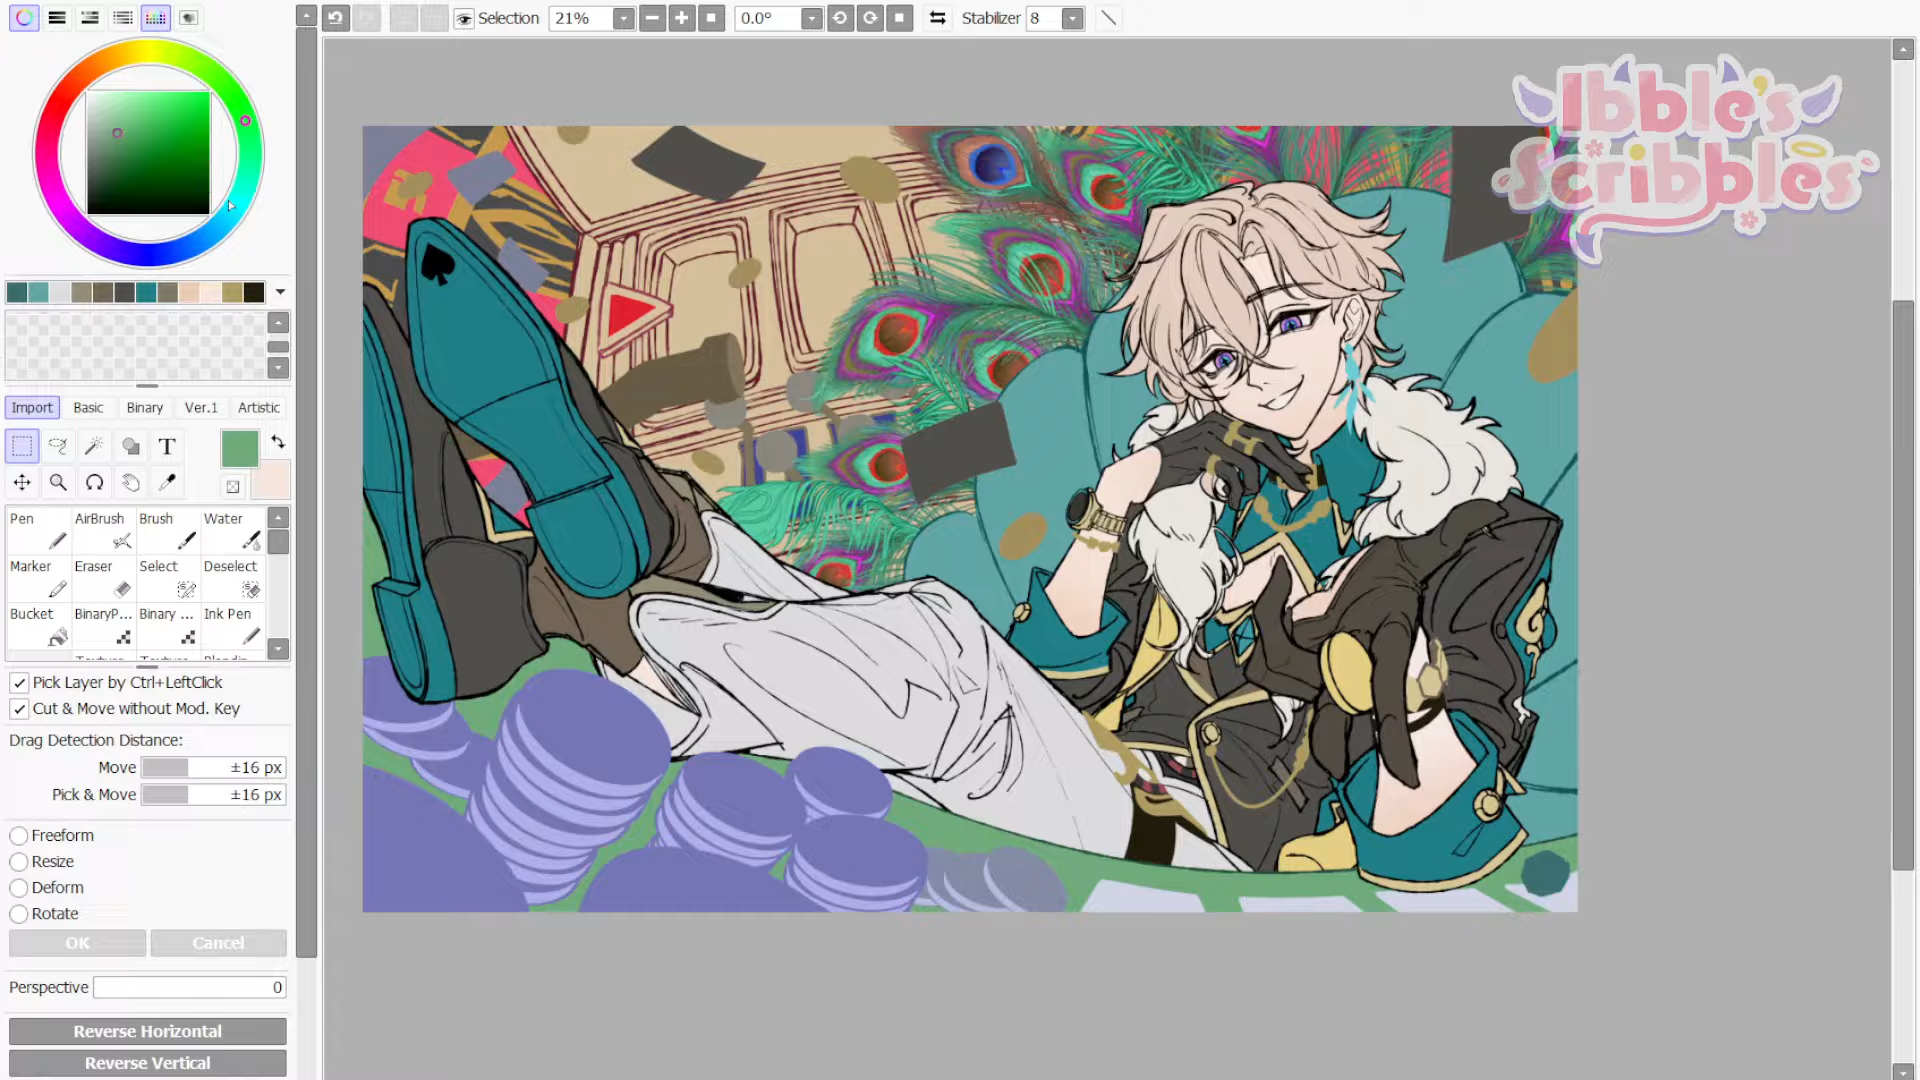 Selection
21%
0.0°
Stabilizer
8
Ibble's
Scribbles
Import
Basic
Binary
Ver.1
Artistic
T
Pen
AirBrush
Brush
Water
Marker
Eraser
Select
Deselect
Bucket
BinaryP...
Binary ...
Ink Pen
Pick Layer by Ctrl+LeftClick
Cut & Move without Mod. Key
Drag Detection Distance:
Move
±16 px
Pick & Move
±16 px
Freeform
Resize
Deform
Rotate
OK
Cancel
Perspective
0
Reverse Horizontal
Reverse Vertical